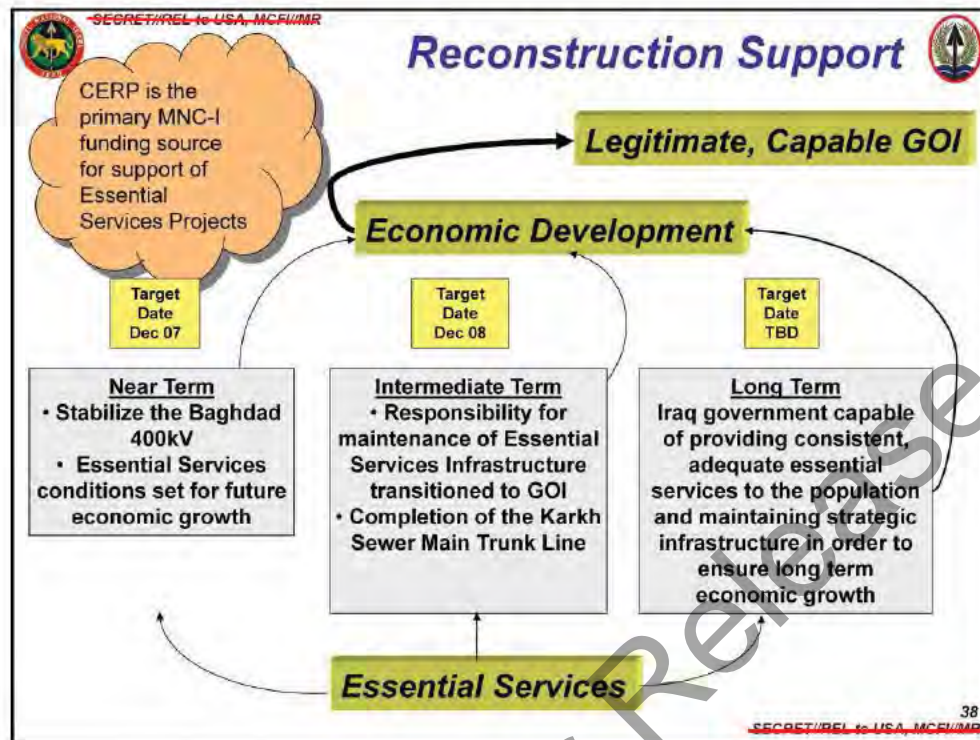 SECRET//REL to USA, MCFI//MR
Reconstruction Support
CERP is the
primary MNC-I
funding source
for support of
Essential
Services Projects
Legitimate, Capable GOI
Economic Development
Target
Date
Dec 07
Target
Date
Dec 08
Target
Date
TBD
Near Term
• Stabilize the Baghdad
400kV
• Essential Services
conditions set for future
economic growth
Intermediate Term
• Responsibility for
maintenance of Essential
Services Infrastructure
transitioned to GOI
• Completion of the Karkh
Sewer Main Trunk Line
Long Term
Iraq government capable
of providing consistent,
adequate essential
services to the population
and maintaining strategic
infrastructure in order to
ensure long term
economic growth
Essential Services
Release
38
SECRET//REL to USA, MCFI//MR